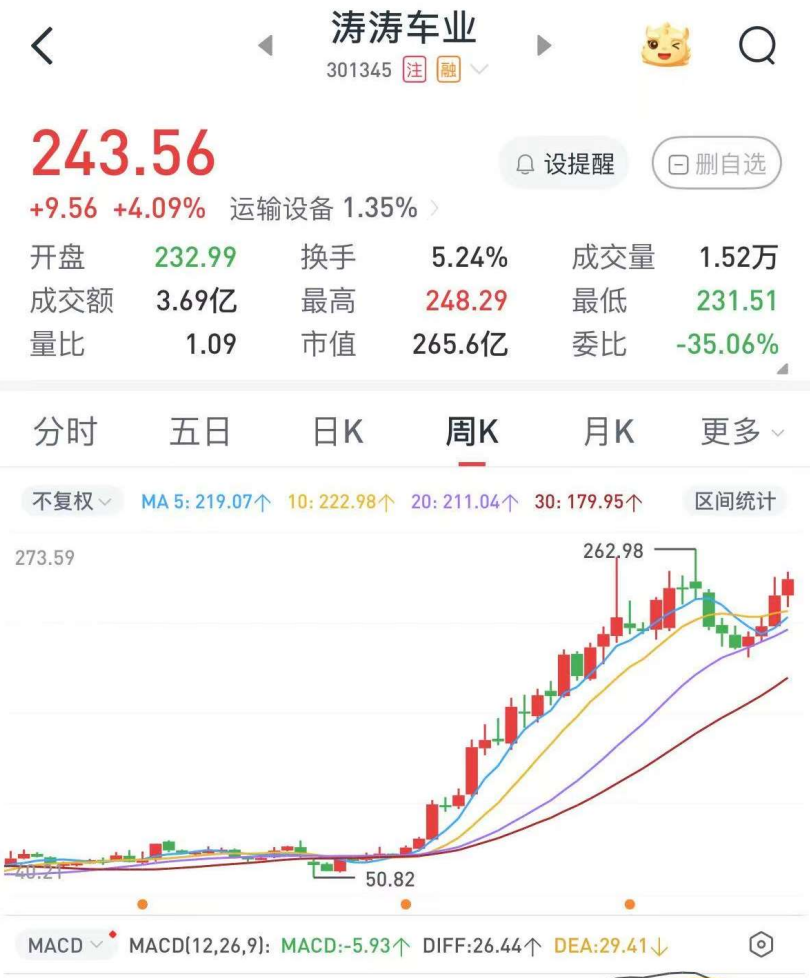 涛涛车业
301345 注 融
243.56
设提醒 删自选
+9.56 +4.09% 运输设备 1.35%
开盘 232.99 换手 5.24% 成交量 1.52万
成交额 3.69亿 最高 248.29 最低 231.51
量比 1.09 市值 265.6亿 委比 -35.06%
分时 五日 日K 周K 月K 更多
不复权 MA 5: 219.07↑ 10: 222.98↑ 20: 211.04↑ 30: 179.95↑ 区间统计
262.98
273.59
40.21
50.82
MACD MACD(12,26,9): MACD:-5.93↑ DIFF:26.44↑ DEA:29.41↓